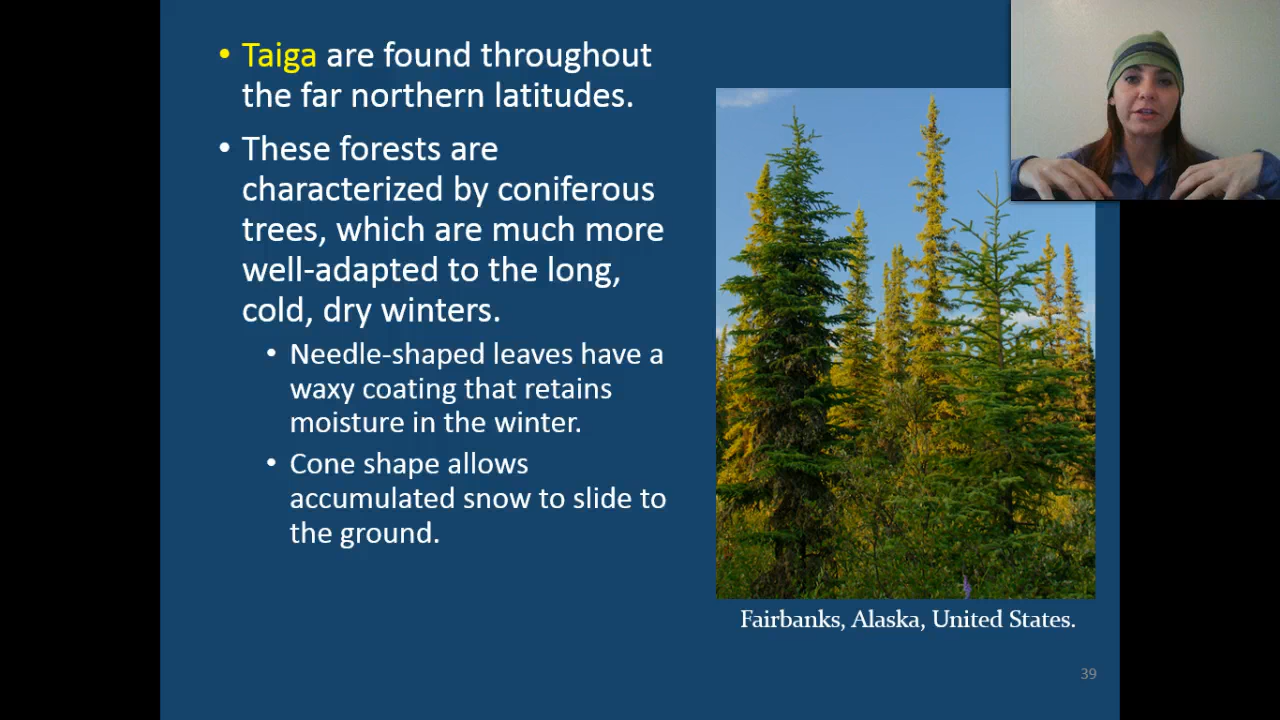 • Taiga are found throughout
the far northern latitudes.
• These forests are
characterized by coniferous
trees, which are much more
well-adapted to the long,
cold, dry winters.
• Needle-shaped leaves have a
waxy coating that retains
moisture in the winter.
• Cone shape allows
accumulated snow to slide to
the ground.
Fairbanks, Alaska, United States.
39